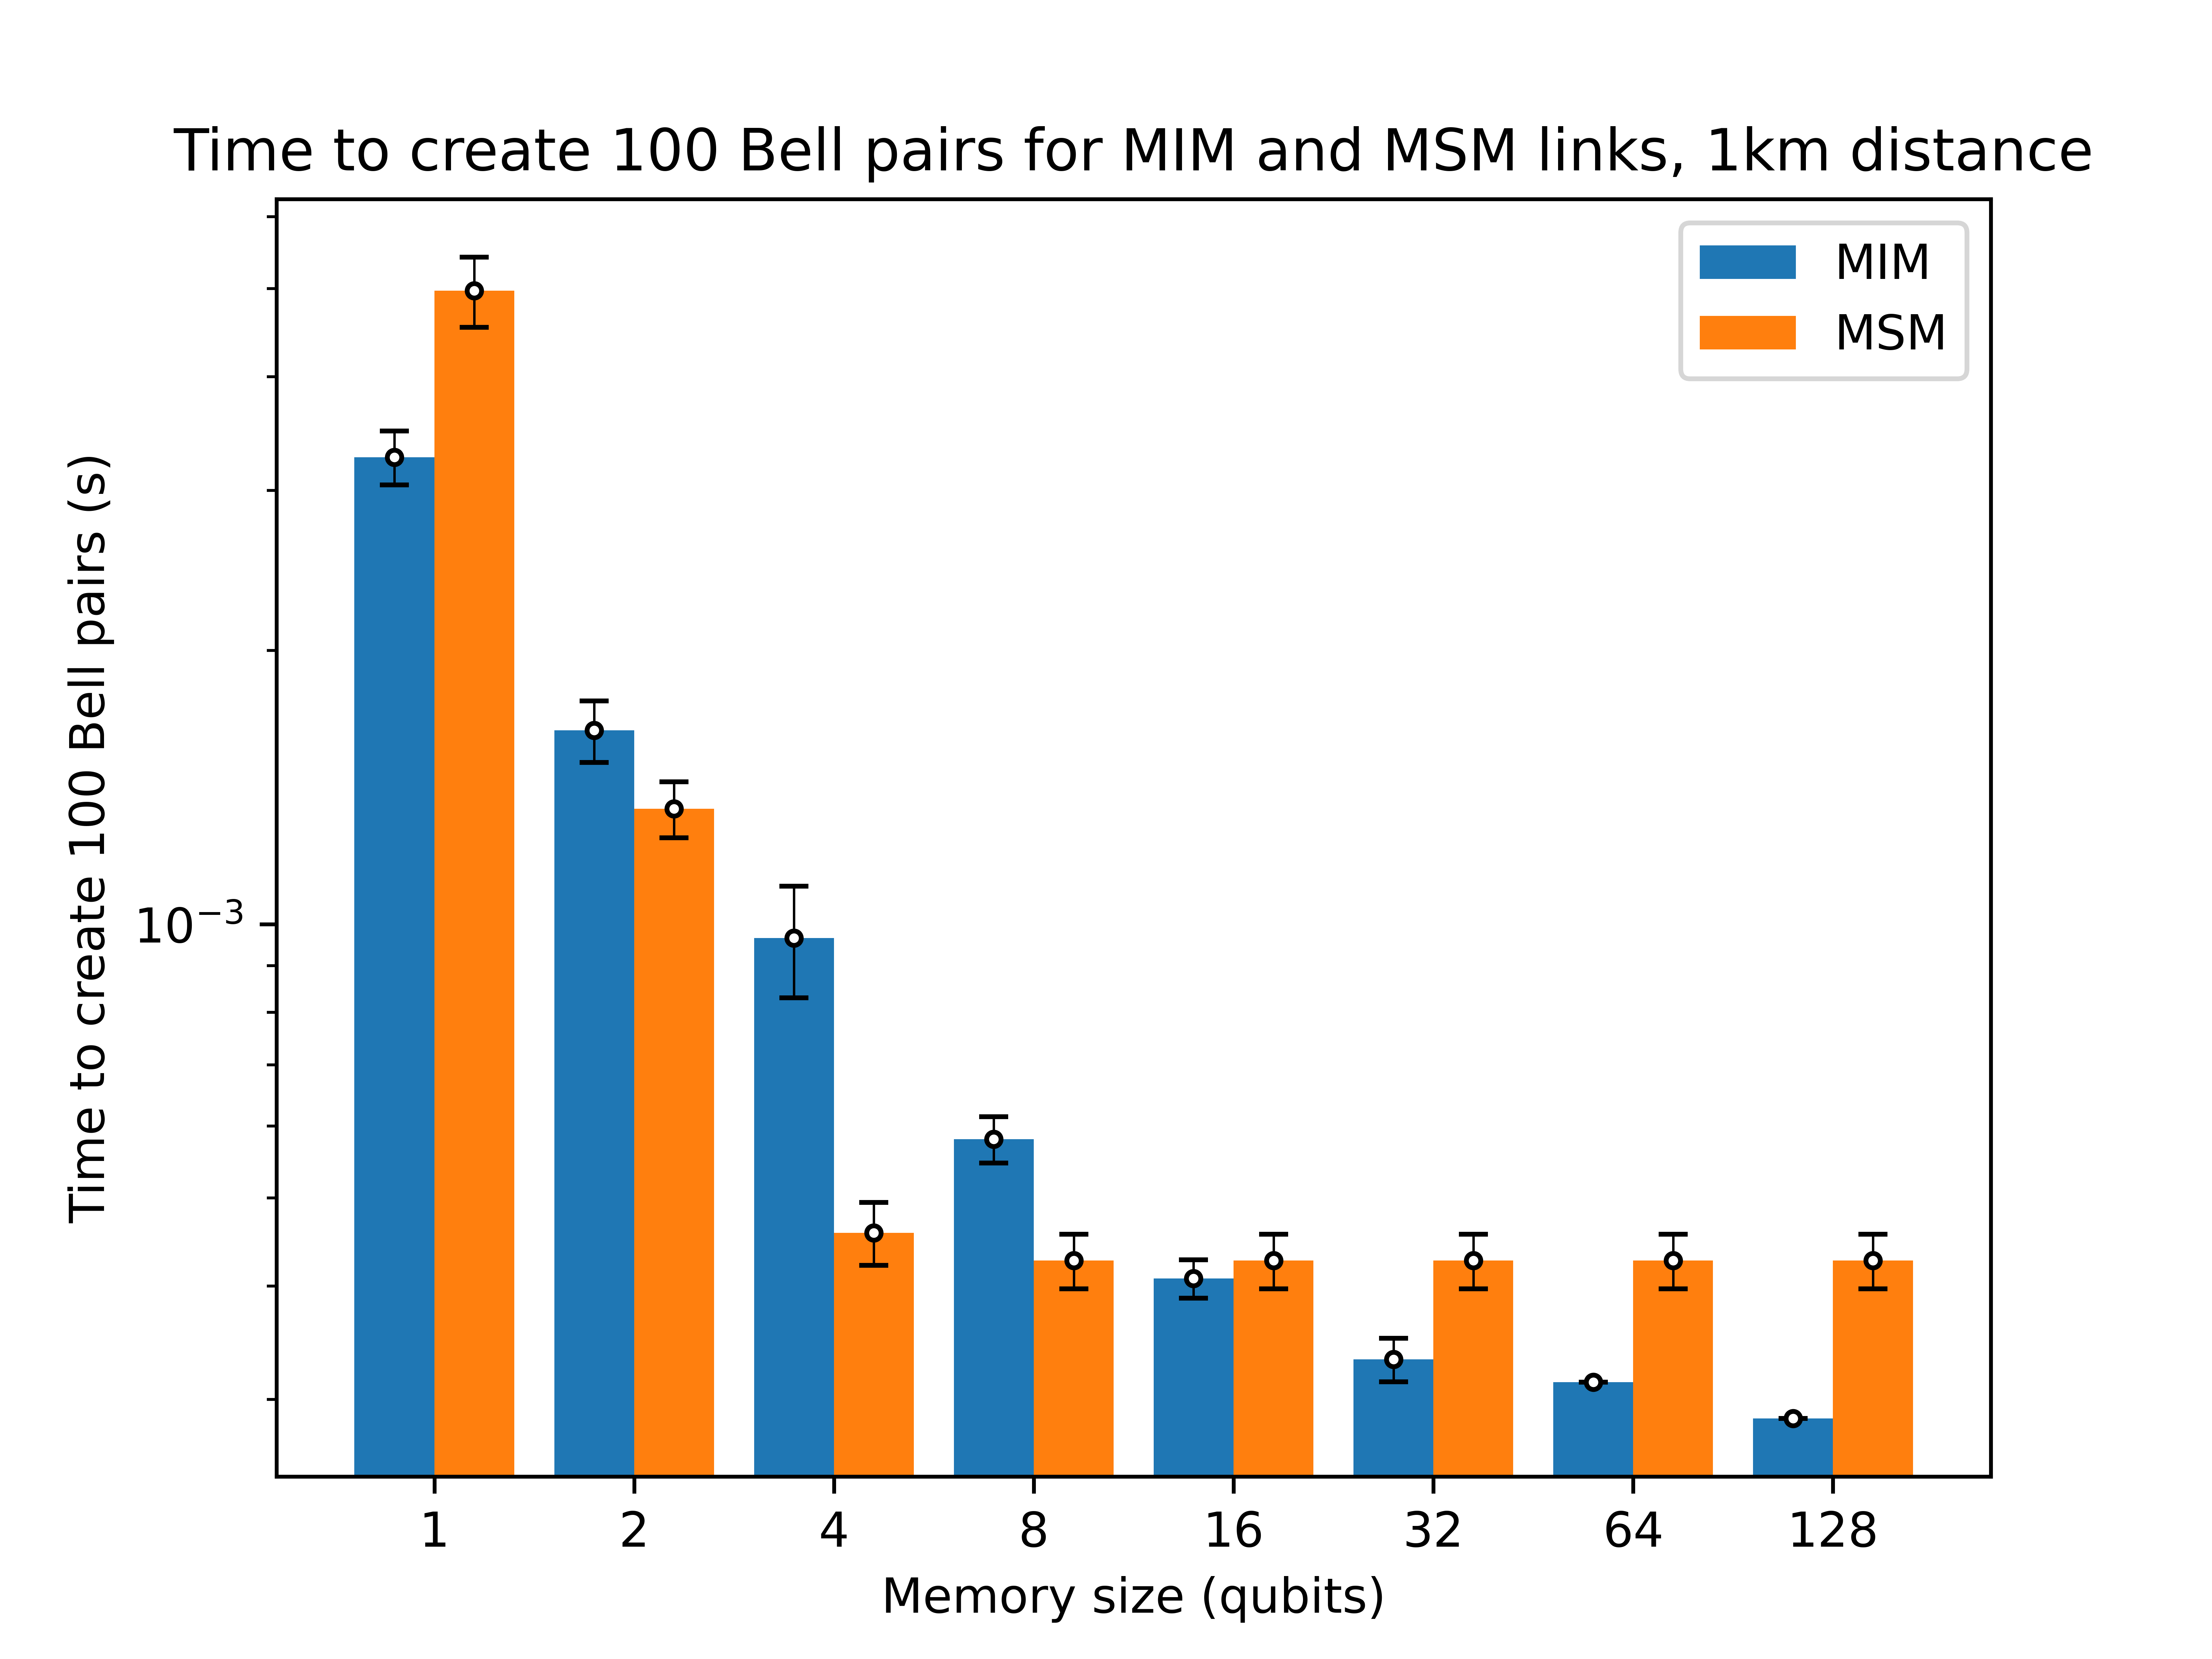 Time to create 100 Bell pairs for MIM and MSM links, 1km distance
MIM
MSM
Time to create 100 Bell pairs (s)
10⁻³
1 2 4 8 16 32 64 128
Memory size (qubits)